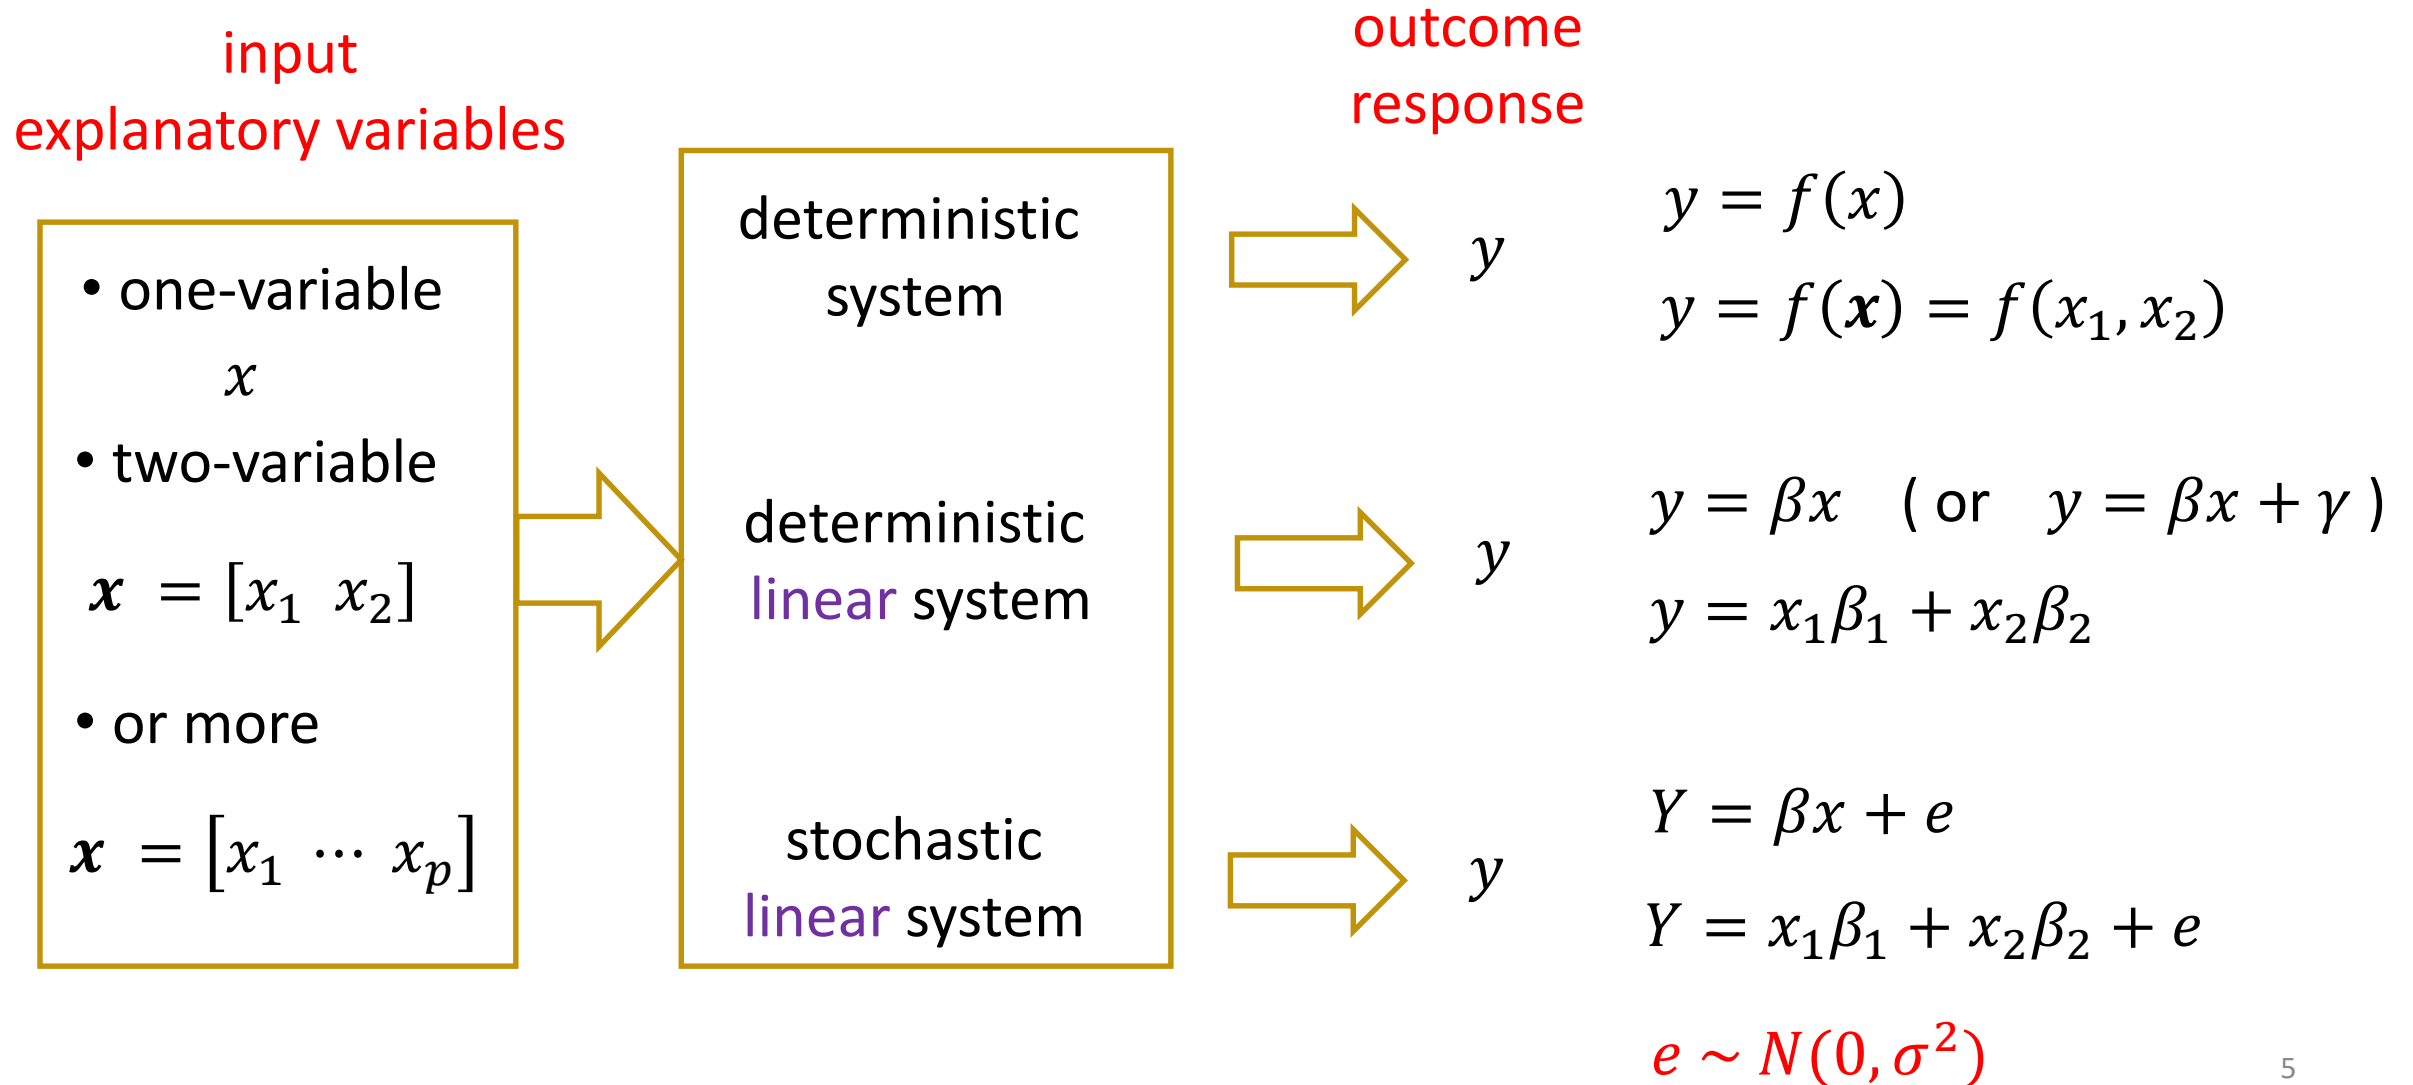 input
explanatory variables
• one-variable
x
• two-variable
x = [x₁ x₂]
• or more
x = [x₁ ⋯ xₚ]
deterministic
system
deterministic
linear system
stochastic
linear system
outcome
response
y
y = f(x)
y = f(x) = f(x₁, x₂)
y
y = βx ( or y = βx + γ )
y = x₁β₁ + x₂β₂
y
Y = βx + e
Y = x₁β₁ + x₂β₂ + e
e ~ N(0, σ²)
5